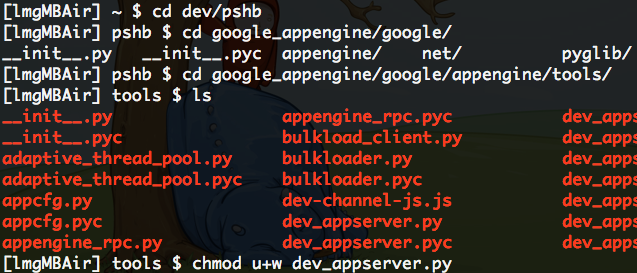 [lmgMBAir] ~ $ cd dev/pshb
[lmgMBAir] pshb $ cd google_appengine/google/
__init__.py   __init__.pyc  appengine/    net/          pyglib/
[lmgMBAir] pshb $ cd google_appengine/google/appengine/tools/
[lmgMBAir] tools $ ls
__init__.py                 appengine_rpc.pyc           dev_apps
__init__.pyc                bulkload_client.py          dev_apps
adaptive_thread_pool.py     bulkloader.py               dev_apps
adaptive_thread_pool.pyc    bulkloader.pyc              dev_apps
appcfg.py                   dev-channel-js.js           dev_apps
appcfg.pyc                  dev_appserver.py            dev_apps
appengine_rpc.py            dev_appserver.pyc           dev_apps
[lmgMBAir] tools $ chmod u+w dev_appserver.py